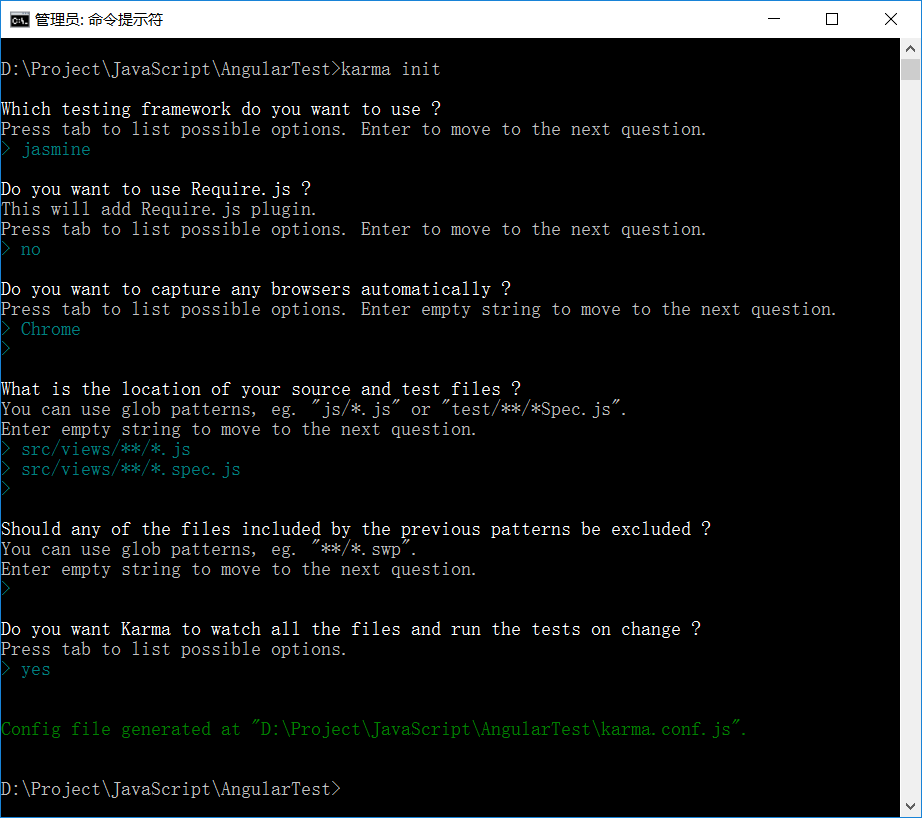 管理员: 命令提示符
D:\Project\JavaScript\AngularTest>karma init
Which testing framework do you want to use ?
Press tab to list possible options. Enter to move to the next question.
> jasmine
Do you want to use Require.js ?
This will add Require.js plugin.
Press tab to list possible options. Enter to move to the next question.
> no
Do you want to capture any browsers automatically ?
Press tab to list possible options. Enter empty string to move to the next question.
> Chrome
>
What is the location of your source and test files ?
You can use glob patterns, eg. "js/*.js" or "test/**/*Spec.js".
Enter empty string to move to the next question.
> src/views/**/*.js
> src/views/**/*.spec.js
>
Should any of the files included by the previous patterns be excluded ?
You can use glob patterns, eg. "**/*.swp".
Enter empty string to move to the next question.
>
Do you want Karma to watch all the files and run the tests on change ?
Press tab to list possible options.
> yes
Config file generated at "D:\Project\JavaScript\AngularTest\karma.conf.js".
D:\Project\JavaScript\AngularTest>